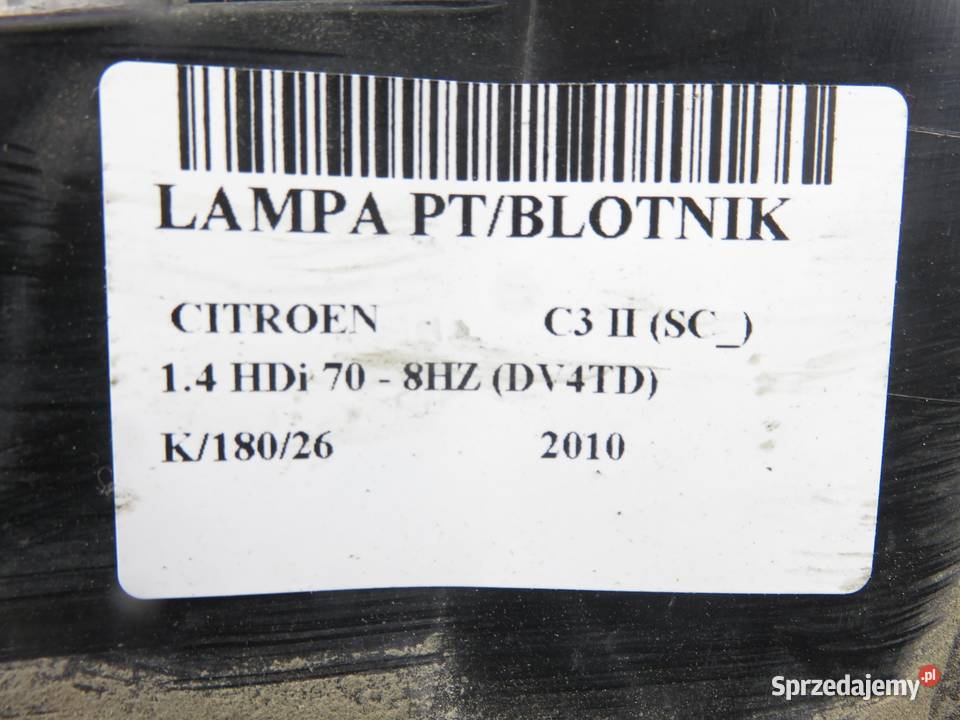 LAMPA PT/BLOTNIK
CITROEN C3 II (SC_)
1.4 HDi 70 - 8HZ (DV4TD)
K/180/26 2010
Sprzedajemy.pl